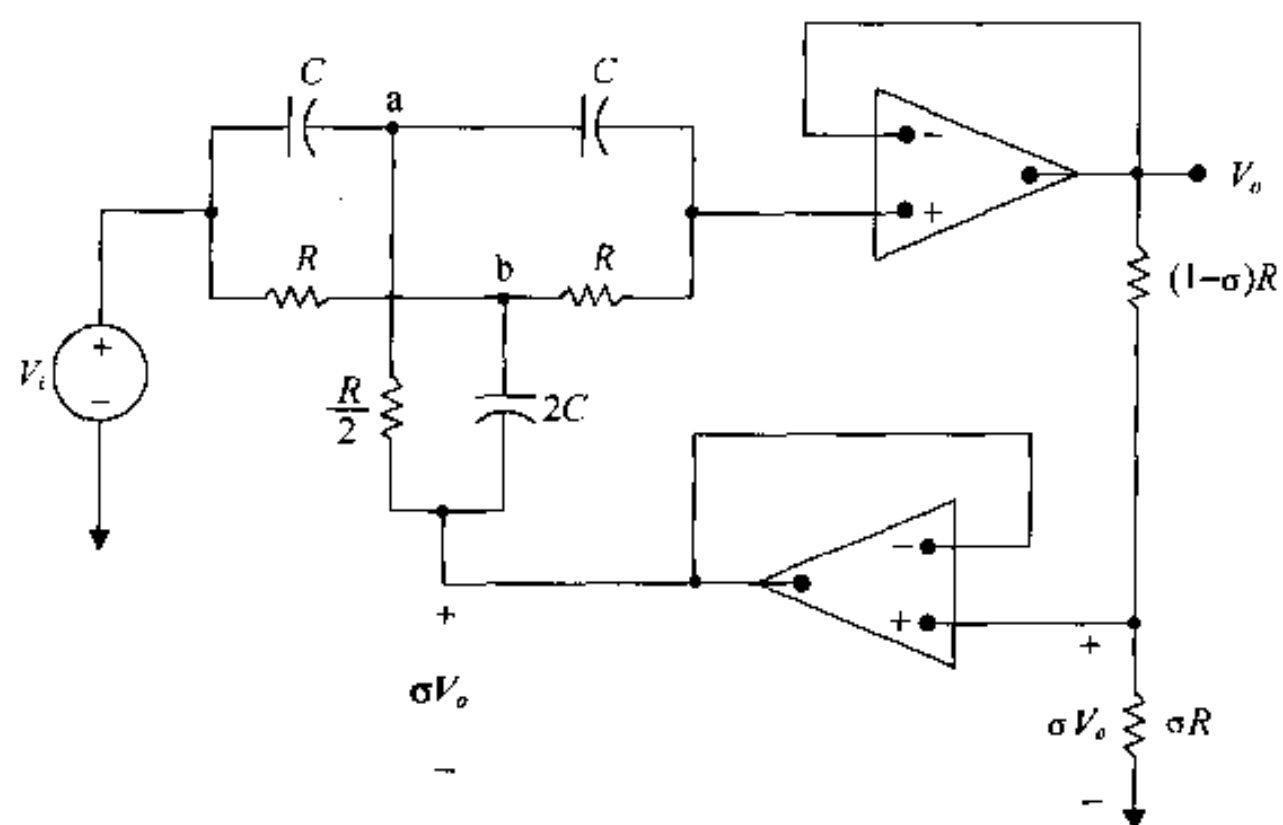 C
a
C
−
+
V_o
R
b
R
(1−σ)R
+
V_i
−
R/2
2C
−
+
+
+
σV_o
σV_o
σR
−
−